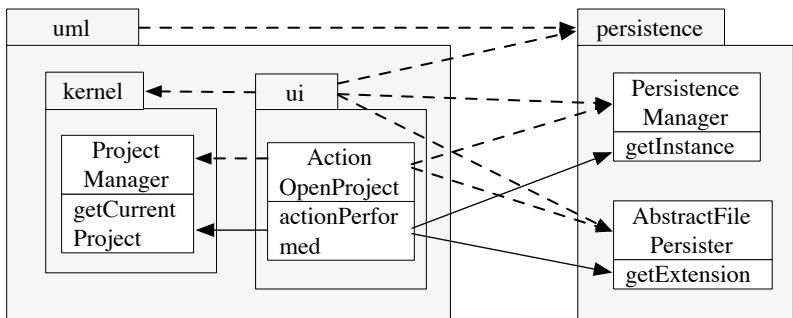 uml
persistence
kernel
ui
Project
Manager
getCurrent
Project
Action
OpenProject
actionPerfor
med
Persistence
Manager
getInstance
AbstractFile
Persister
getExtension